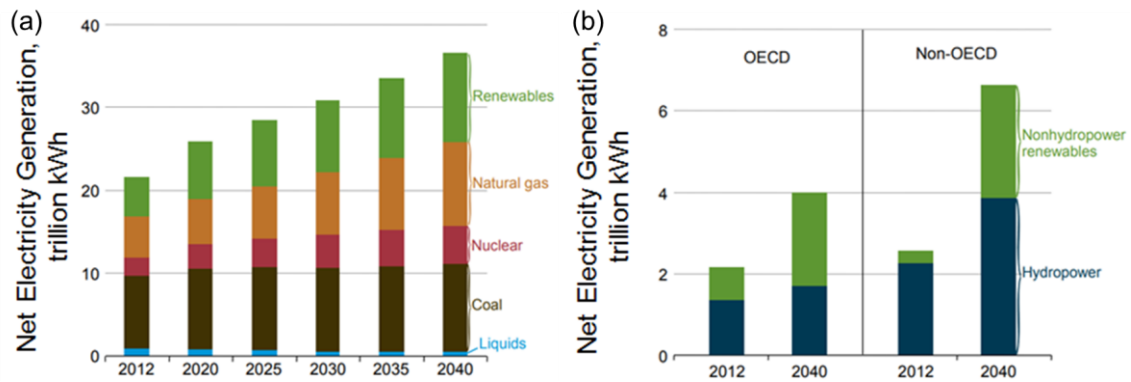 (a)
Net Electricity Generation,
trillion kWh
40
30
20
10
0
2012 2020 2025 2030 2035 2040
Renewables
Natural gas
Nuclear
Coal
Liquids
(b)
Net Electricity Generation,
trillion kWh
8
6
4
2
0
OECD
Non-OECD
2012 2040 2012 2040
Nonhydropower
renewables
Hydropower